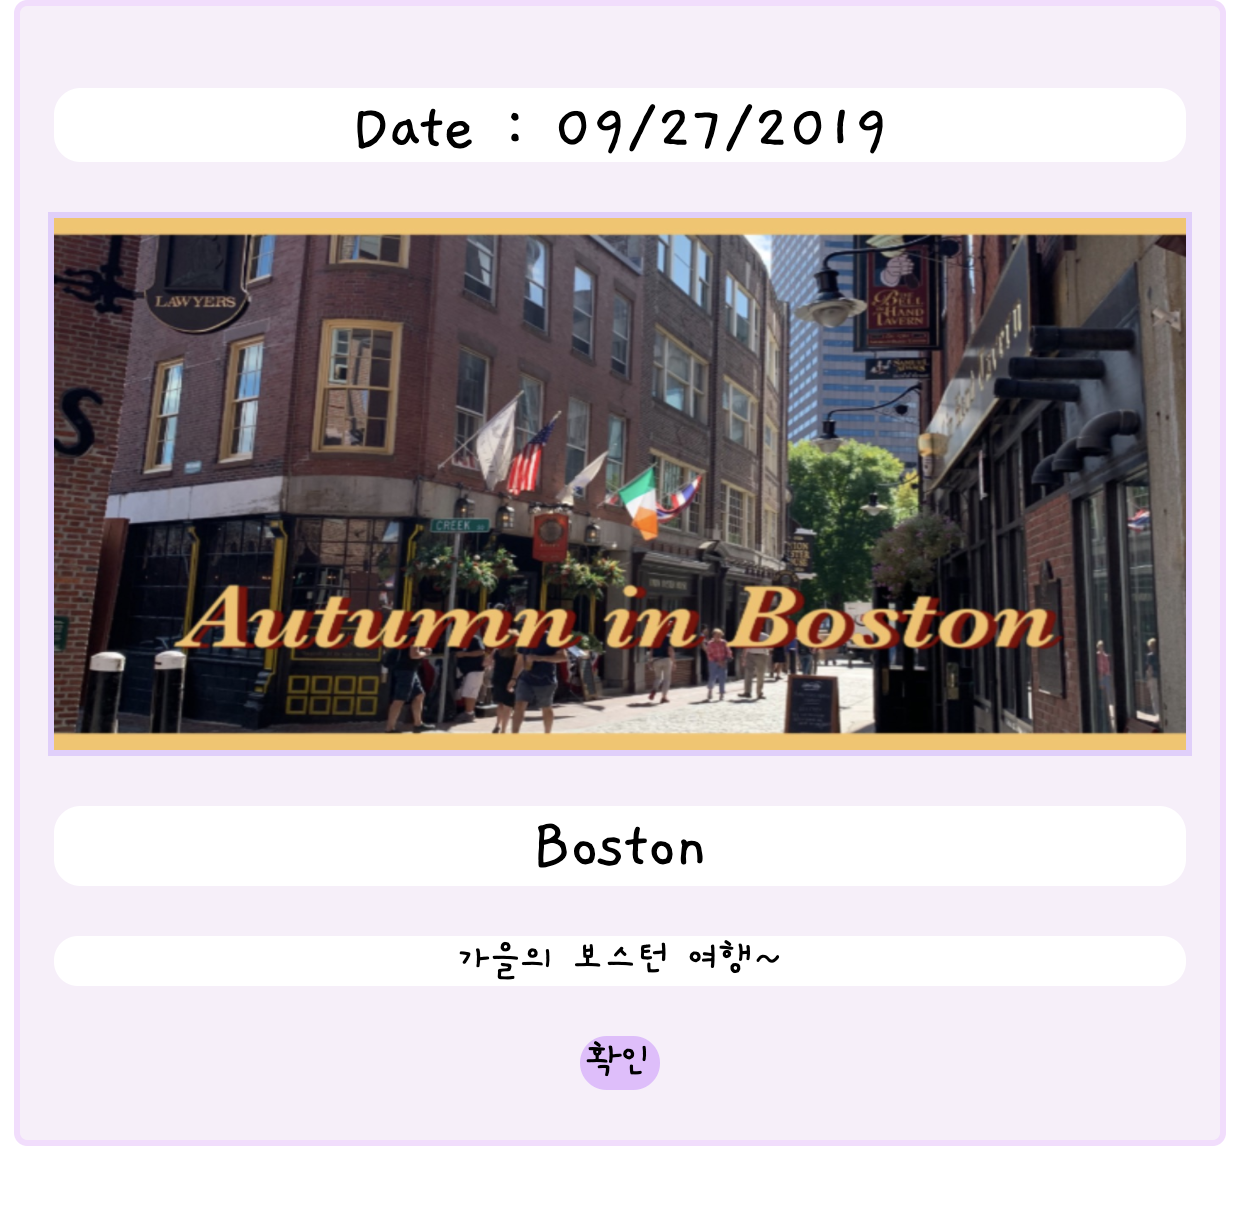 Date : 09/27/2019
LAWYERS
BELL
HAND
TAVERN
S
CREEK
Autumn in Boston
Boston
가을의 보스턴 여행~
확인